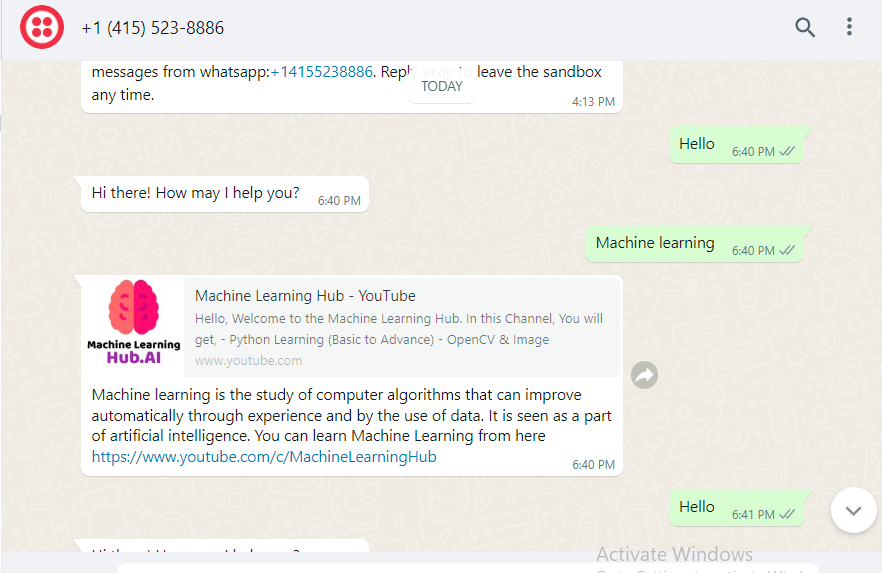 +1 (415) 523-8886
messages from whatsapp:+14155238886. Reply stop to leave the sandbox
any time.
4:13 PM
TODAY
Hello
6:40 PM
Hi there! How may I help you?
6:40 PM
Machine learning
6:40 PM
Machine Learning
Hub.AI
Machine Learning Hub - YouTube
Hello, Welcome to the Machine Learning Hub. In this Channel, You will
get, - Python Learning (Basic to Advance) - OpenCV & Image
www.youtube.com
Machine learning is the study of computer algorithms that can improve
automatically through experience and by the use of data. It is seen as a part
of artificial intelligence. You can learn Machine Learning from here
https://www.youtube.com/c/MachineLearningHub
6:40 PM
Hello
6:41 PM
Activate Windows